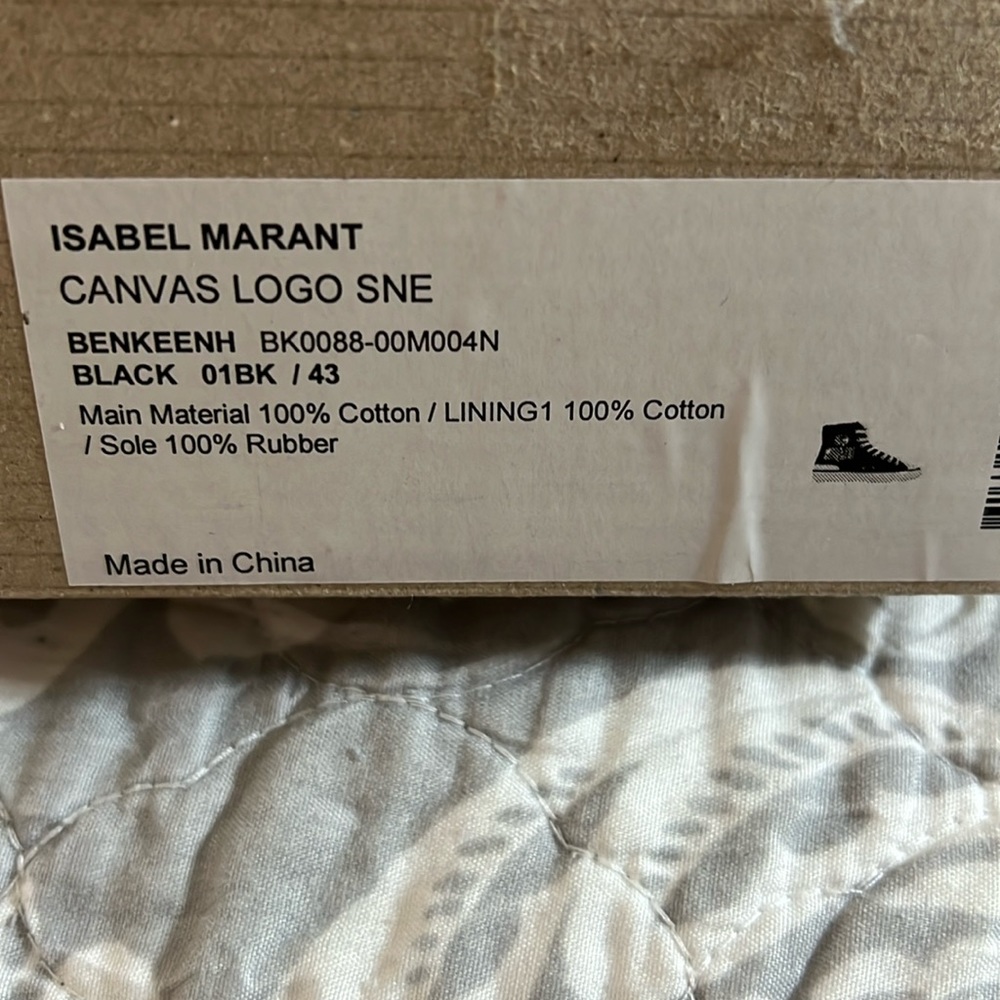 ISABEL MARANT
CANVAS LOGO SNE
BENKEENH BK0088-00M004N
BLACK 01BK / 43
Main Material 100% Cotton / LINING1 100% Cotton
/ Sole 100% Rubber
Made in China